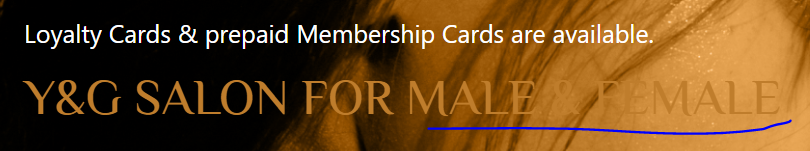 Loyalty Cards & prepaid Membership Cards are available.
Y&G SALON FOR MALE & FEMALE